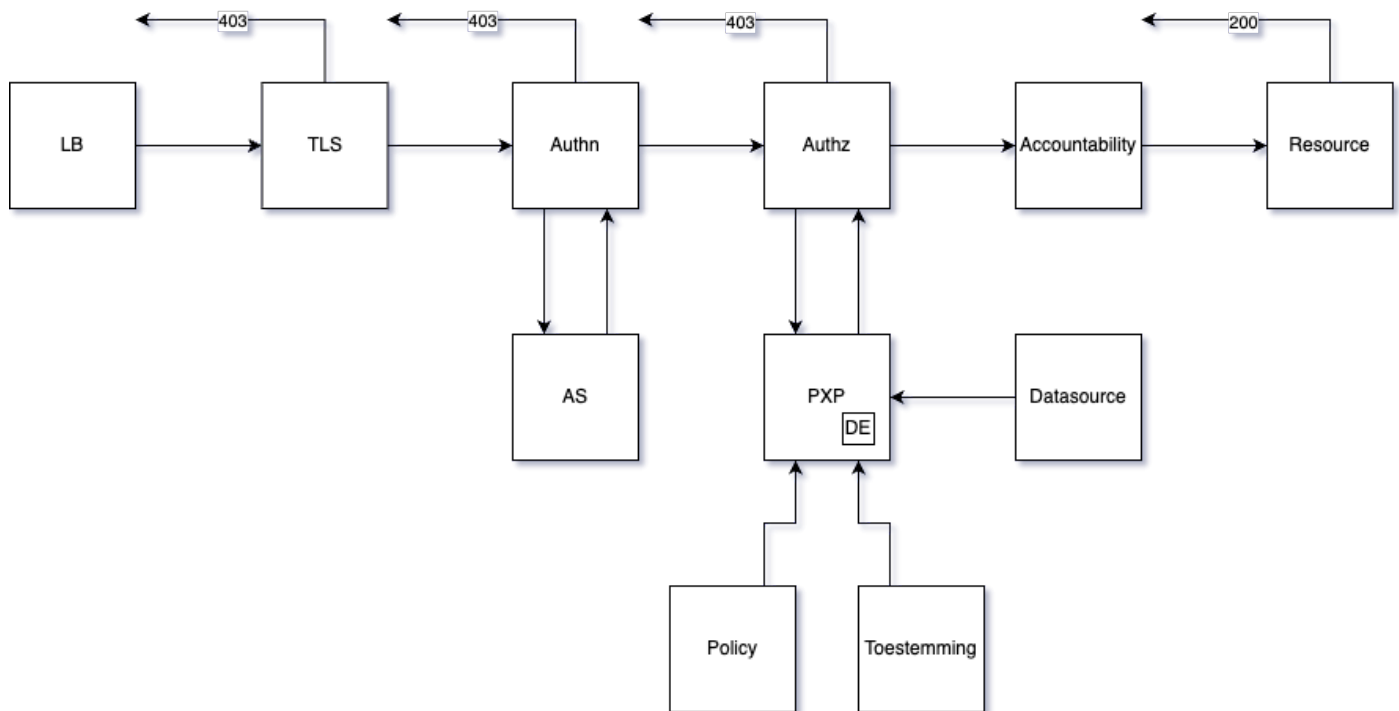 403
403
403
200
LB
TLS
Authn
Authz
Accountability
Resource
AS
PXP
DE
Datasource
Policy
Toestemming